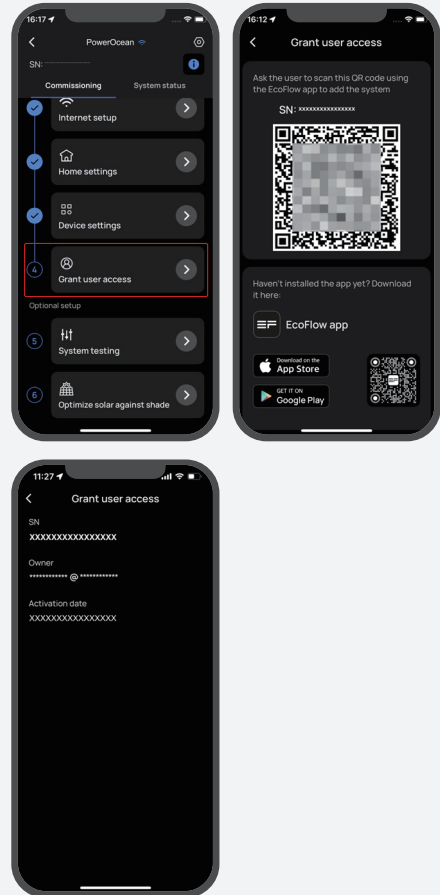 16:17
PowerOcean
SN:
Commissioning System status
Internet setup
Home settings
Device settings
4
Grant user access
Optional setup
5
System testing
6
Optimize solar against shade
16:12
Grant user access
Ask the user to scan this QR code using
the EcoFlow app to add the system
SN: xxxxxxxxxxxxxxxx
Haven't installed the app yet? Download
it here:
EcoFlow app
Download on the
App Store
GET IT ON
Google Play
11:27
Grant user access
SN
XXXXXXXXXXXXXXXX
Owner
*********** @ ***********
Activation date
XXXXXXXXXXXXXXXX